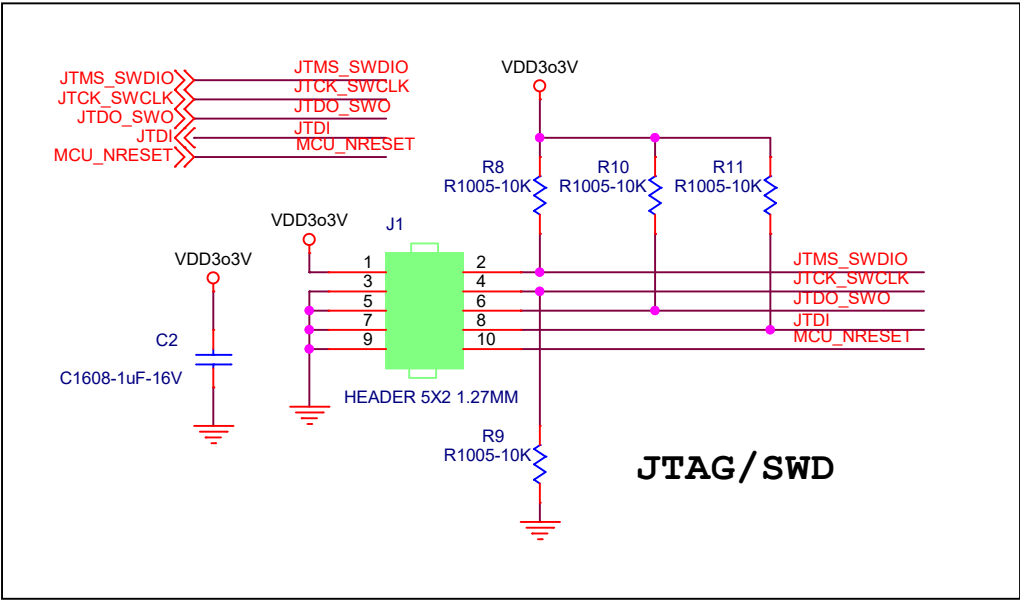 JTMS_SWDIO JTMS_SWDIO
JTCK_SWCLK JTCK_SWCLK
JTDO_SWO JTDO_SWO
JTDI JTDI
MCU_NRESET MCU_NRESET
VDD3o3V
R8 R10 R11
R1005-10K R1005-10K R1005-10K
VDD3o3V
J1
VDD3o3V
1 2 JTMS_SWDIO
3 4 JTCK_SWCLK
5 6 JTDO_SWO
7 8 JTDI
9 10 MCU_NRESET
C2
C1608-1uF-16V
HEADER 5X2 1.27MM
R9
R1005-10K
JTAG/SWD